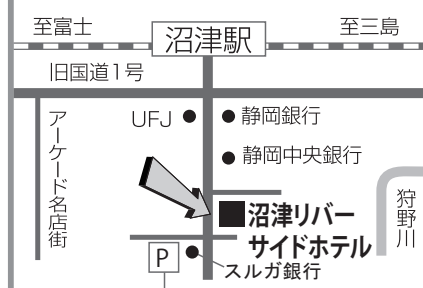 至富士
至三島
沼津駅
旧国道1号
UFJ
静岡銀行
静岡中央銀行
アーケード名店街
沼津リバー
サイドホテル
狩野川
P
スルガ銀行